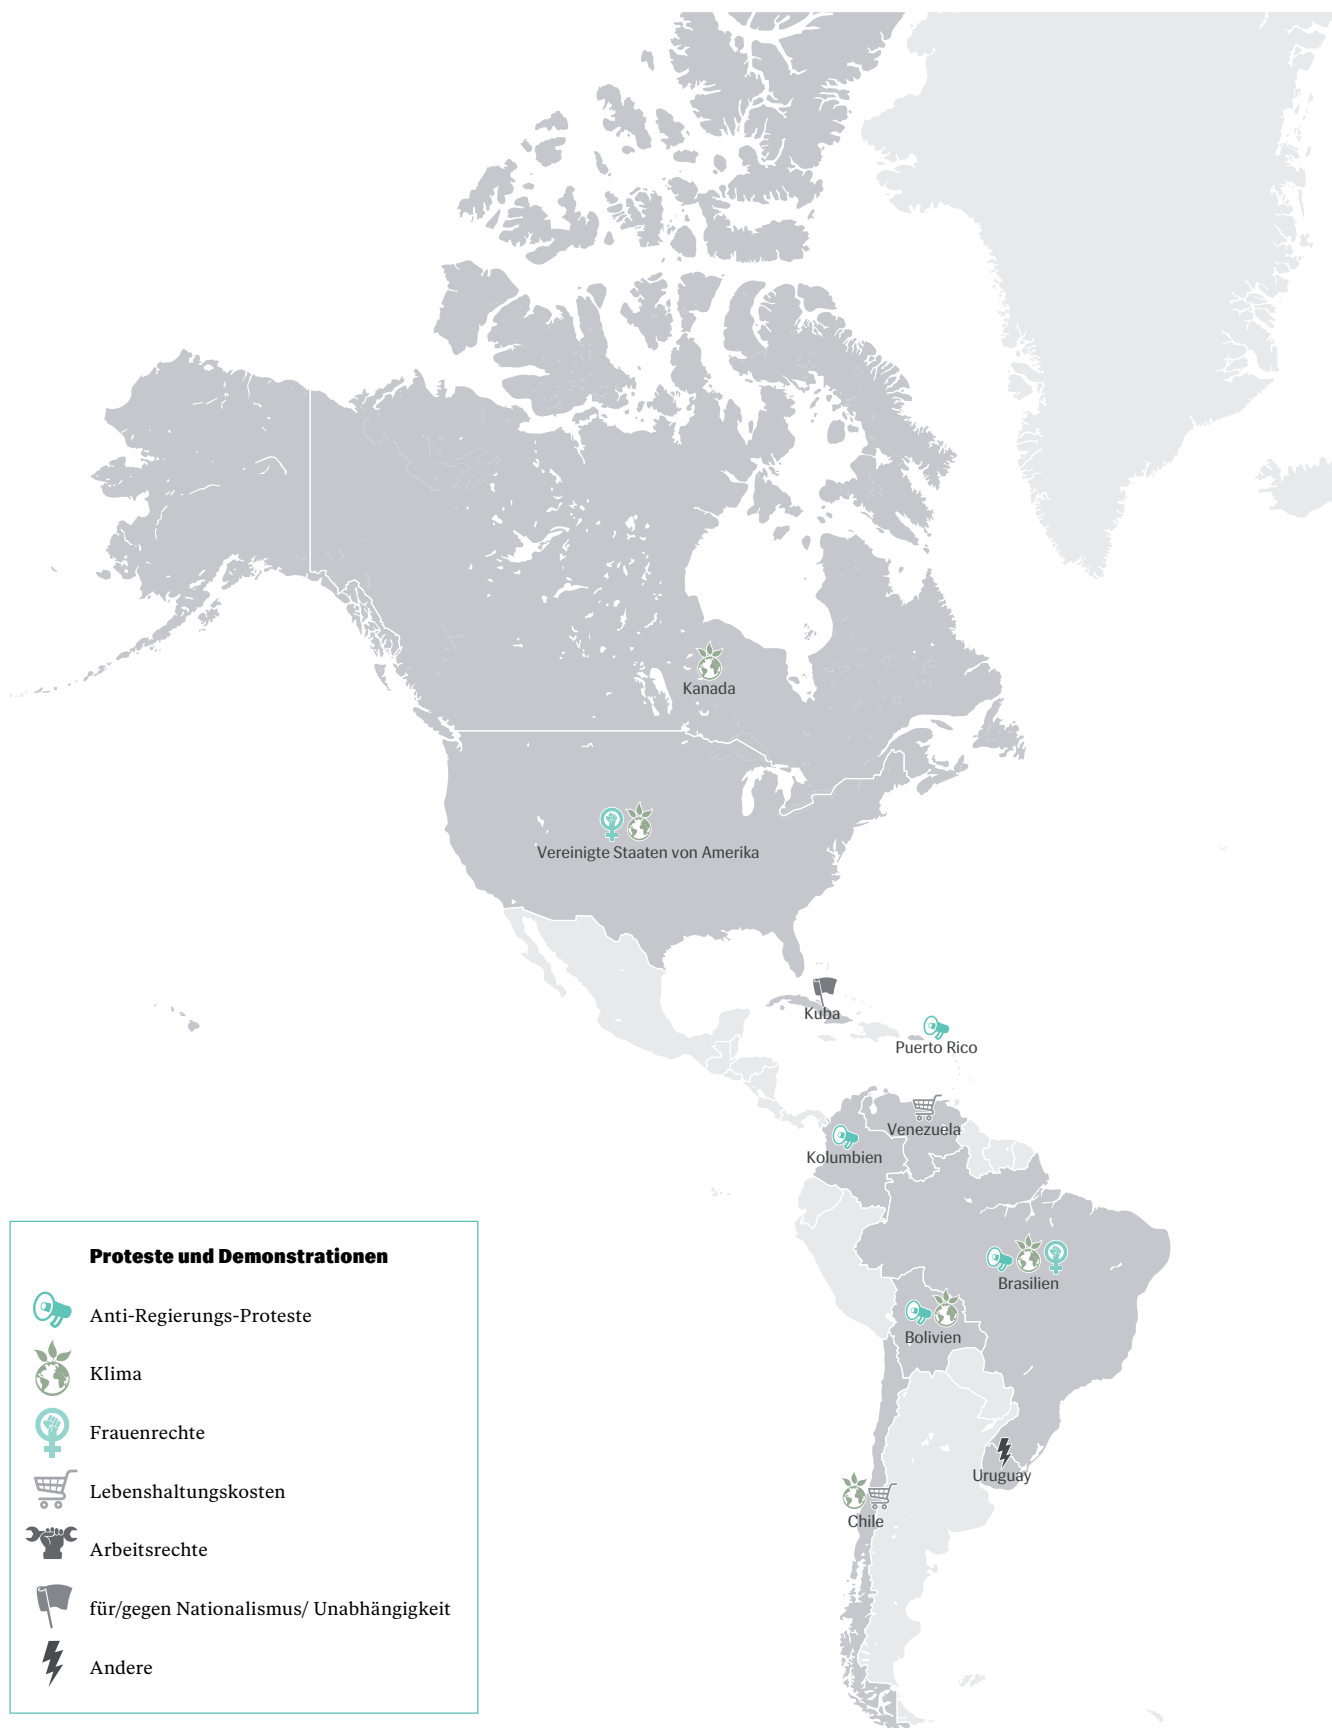 Kanada
Vereinigte Staaten von Amerika
Kuba
Puerto Rico
Venezuela
Kolumbien
Brasilien
Bolivien
Uruguay
Chile
Proteste und Demonstrationen
Anti-Regierungs-Proteste
Klima
Frauenrechte
Lebenshaltungskosten
Arbeitsrechte
für/gegen Nationalismus/ Unabhängigkeit
Andere